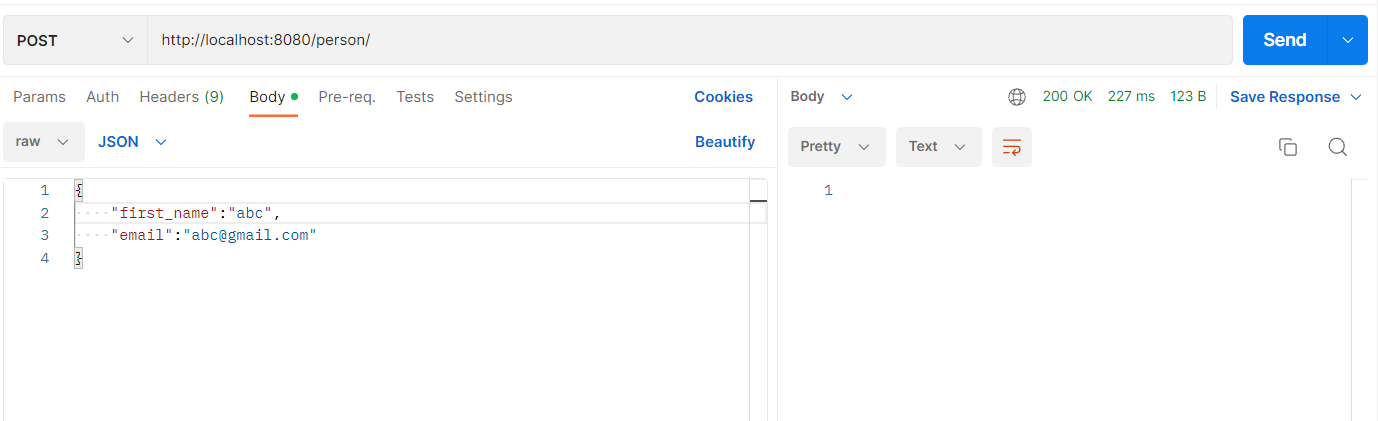 POST http://localhost:8080/person/ Send
Params Auth Headers (9) Body Pre-req. Tests Settings Cookies
raw JSON Beautify
1 {
2 ····"first_name":"abc",
3 ····"email":"abc@gmail.com"
4 }
Body 200 OK 227 ms 123 B Save Response
Pretty Text
1